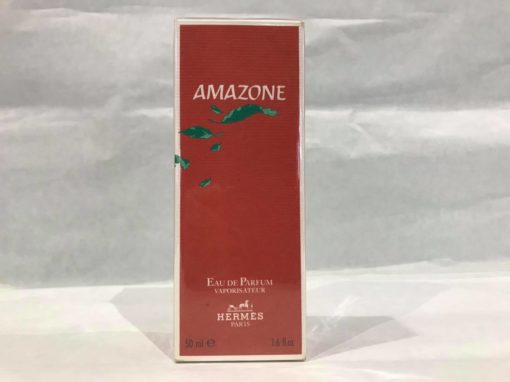 AMAZONE
EAU DE PARFUM
VAPORISATEUR
HERMÈS
PARIS
50 ml ℮ 1.6 fl.oz.